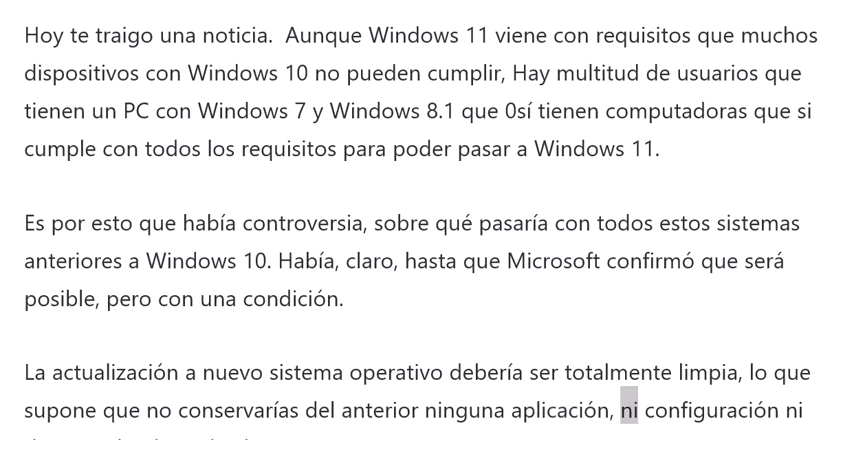 Hoy te traigo una noticia.  Aunque Windows 11 viene con requisitos que muchos
dispositivos con Windows 10 no pueden cumplir, Hay multitud de usuarios que
tienen un PC con Windows 7 y Windows 8.1 que 0sí tienen computadoras que si
cumple con todos los requisitos para poder pasar a Windows 11.
Es por esto que había controversia, sobre qué pasaría con todos estos sistemas
anteriores a Windows 10. Había, claro, hasta que Microsoft confirmó que será
posible, pero con una condición.
La actualización a nuevo sistema operativo debería ser totalmente limpia, lo que
supone que no conservarías del anterior ninguna aplicación, ni configuración ni